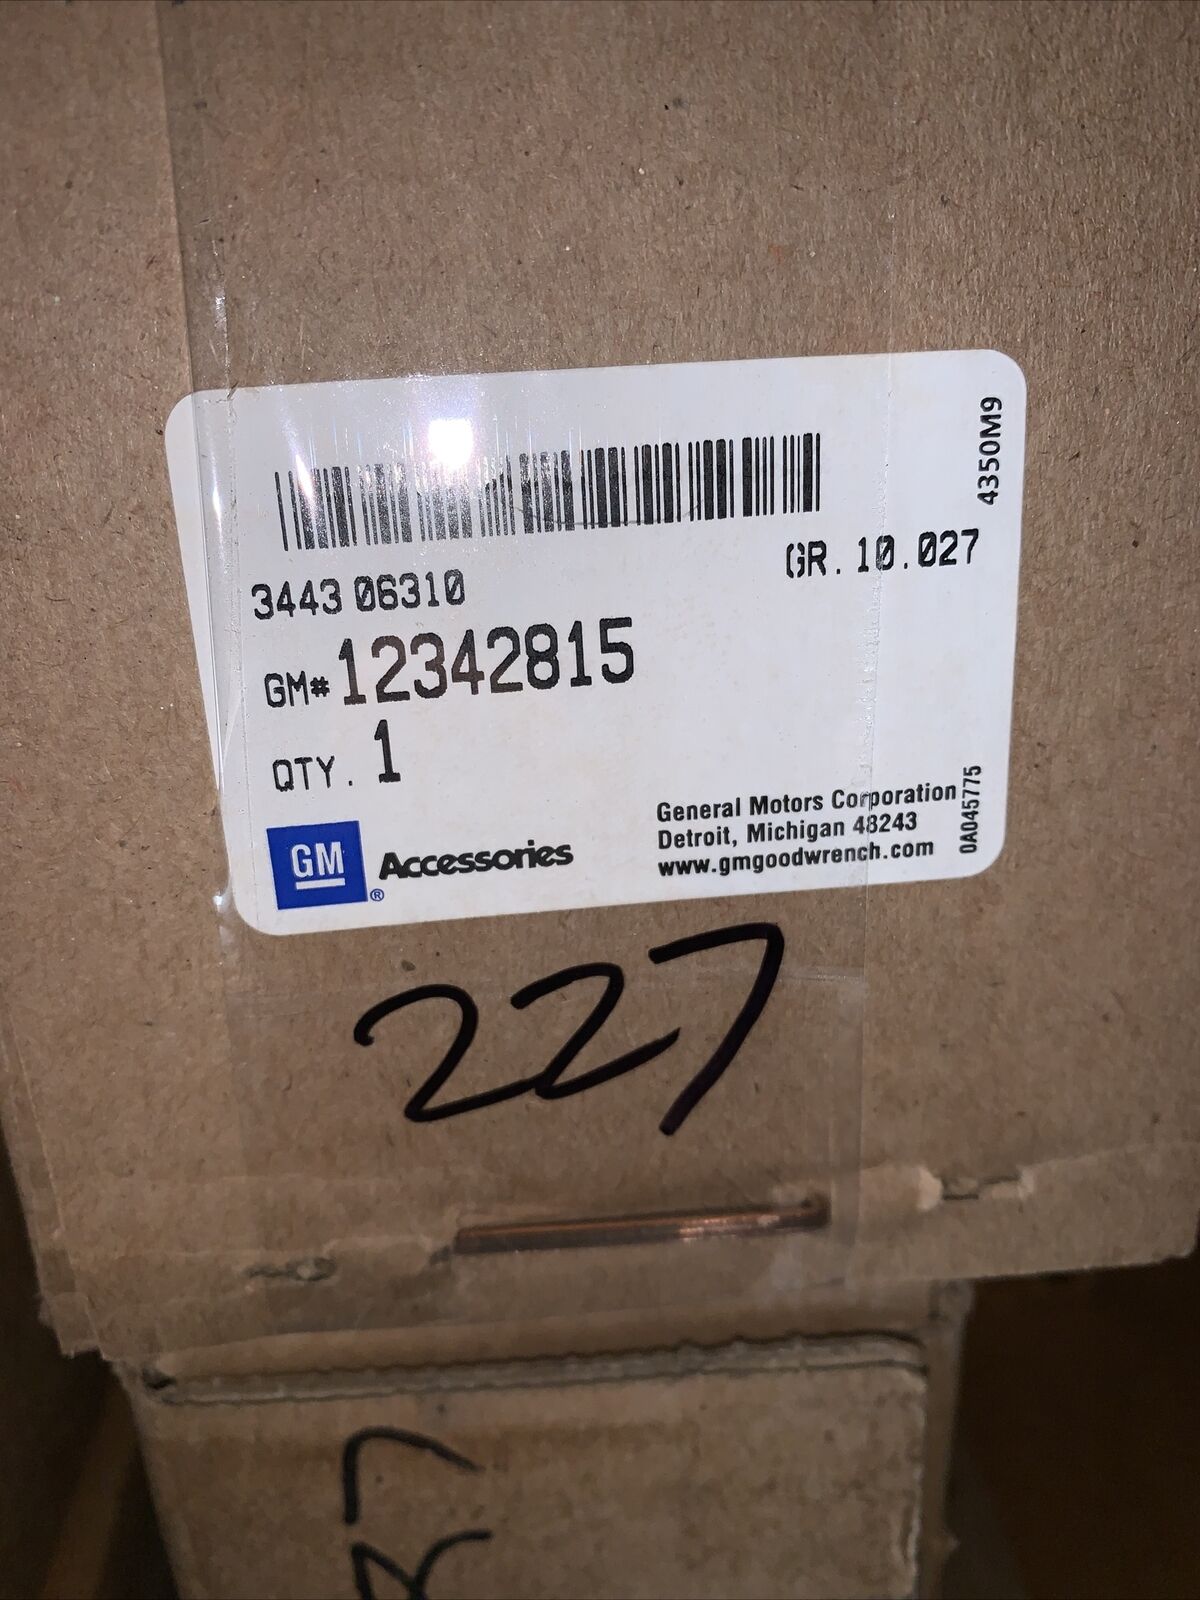 4350M9
3443 06310
GR. 10.027
GM# 12342815
QTY. 1
GM® Accessories
General Motors Corporation
Detroit, Michigan 48243
www.gmgoodwrench.com
0A045775
227